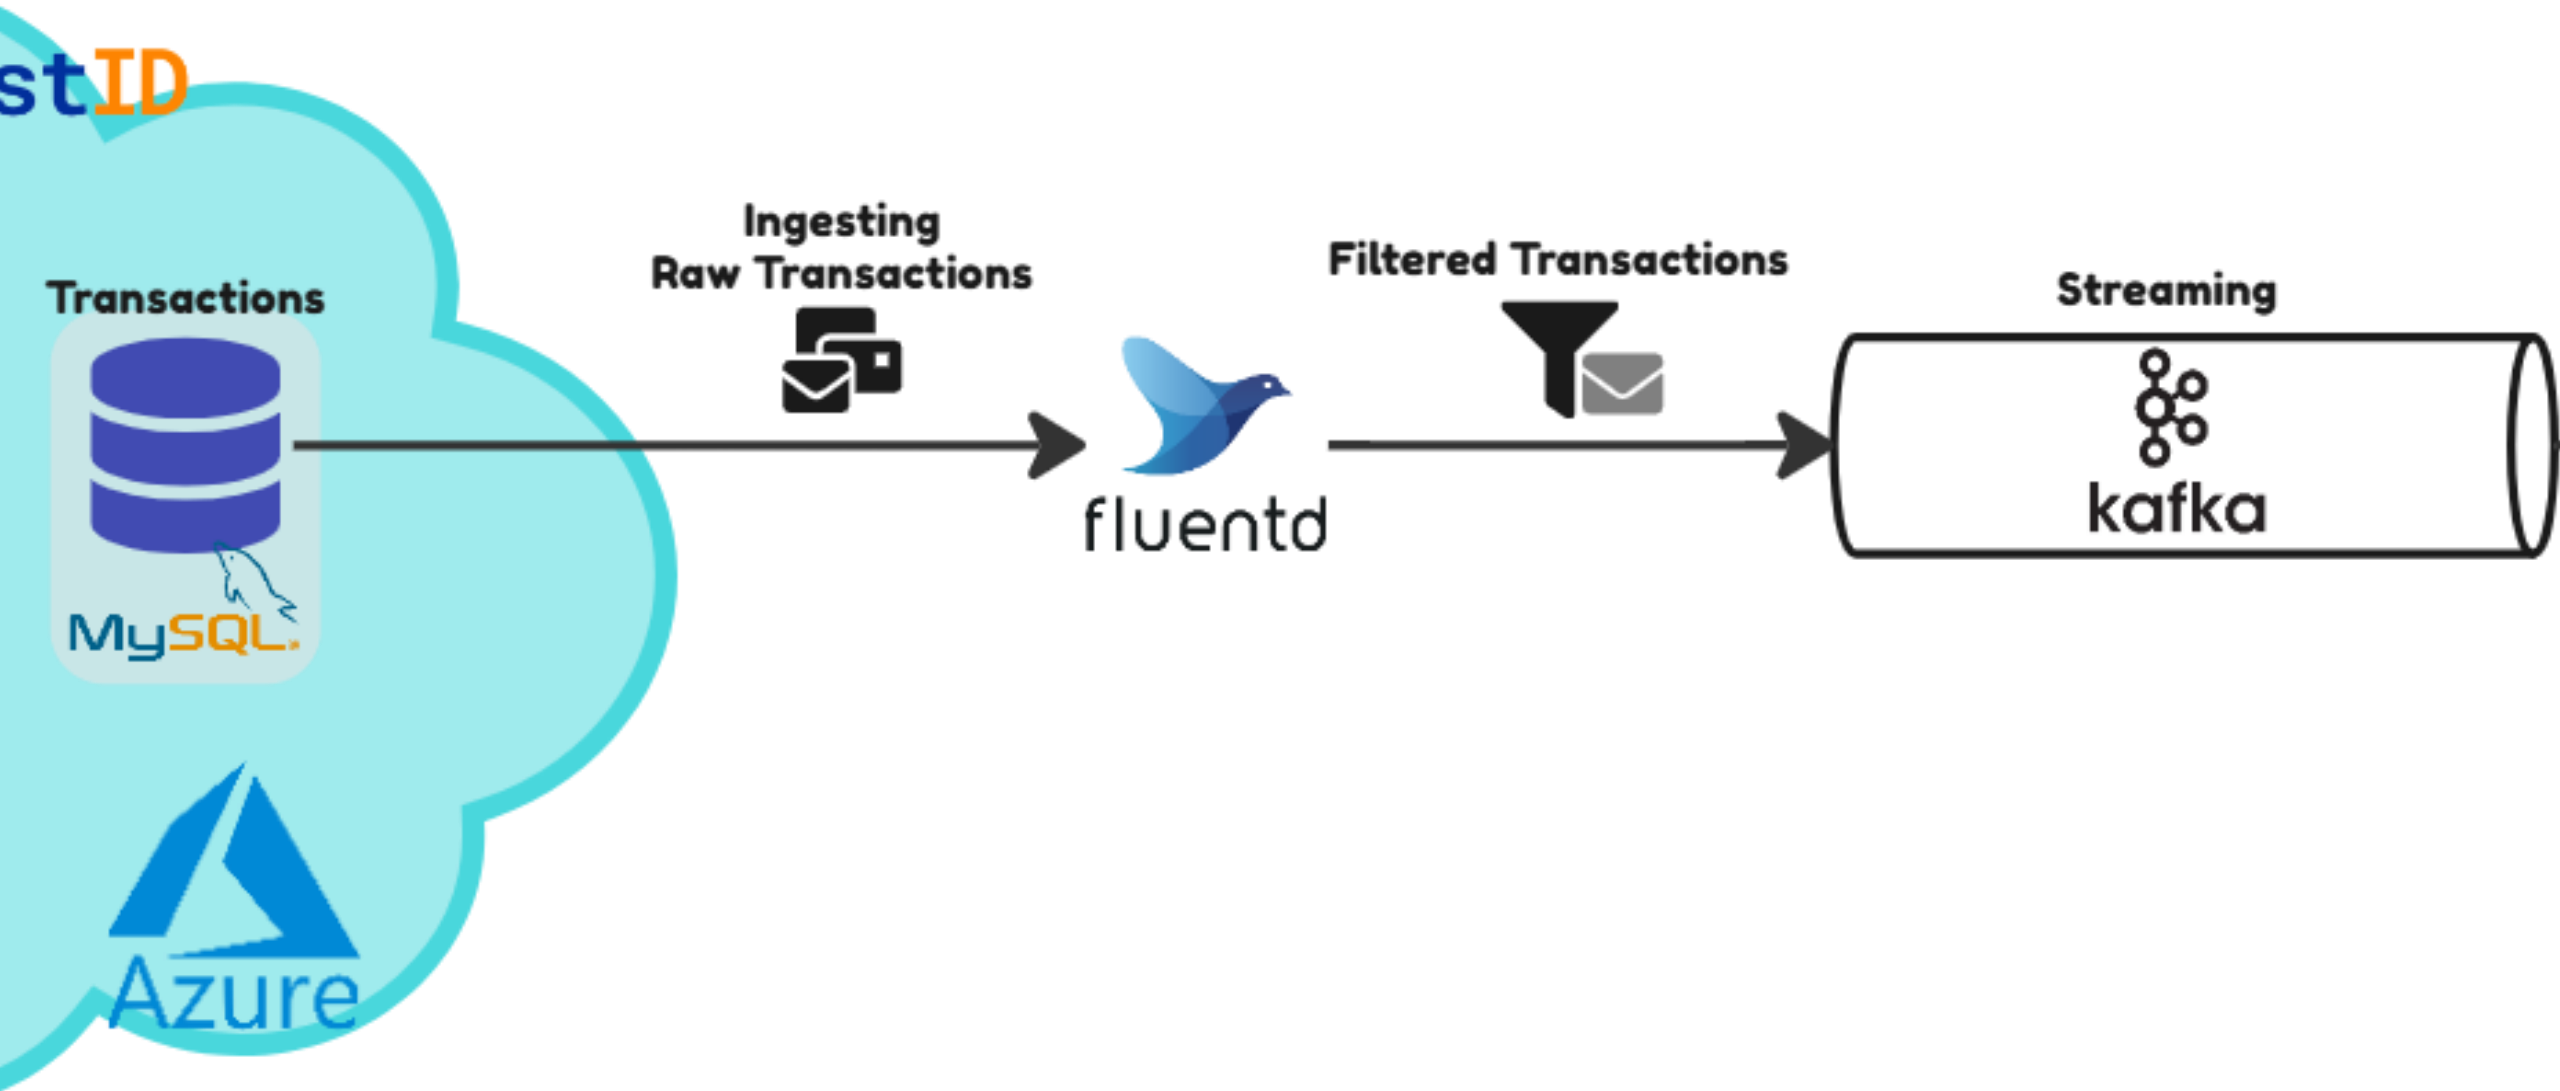 stID
Ingesting
Raw Transactions
Filtered Transactions
Streaming
Transactions
kafka
fluentd
MySQL
Azure